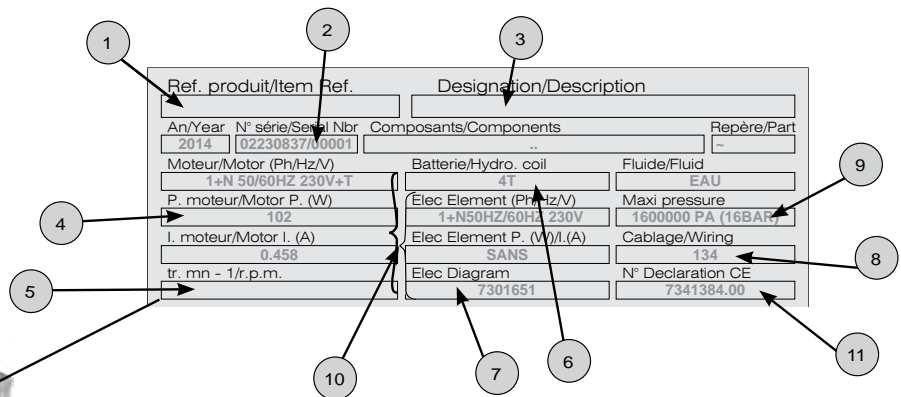 1
2
3
Ref. produit/Item Ref. Designation/Description
An/Year N° série/Serial Nbr Composants/Components Repère/Part
2014 02230837/00001 .. ~
Moteur/Motor (Ph/Hz/V) Batterie/Hydro. coil Fluide/Fluid
1+N 50/60HZ 230V+T 4T EAU
9
P. moteur/Motor P. (W) Elec Element (Ph/Hz/V) Maxi pressure
4
102 1+N50HZ/60HZ 230V 1600000 PA (16BAR)
I. moteur/Motor I. (A) Elec Element P. (W)/I.(A) Cablage/Wiring
0.458 SANS 134
8
tr. mn - 1/r.p.m. Elec Diagram N° Declaration CE
5
7301651 7341384.00
10
7
6
11